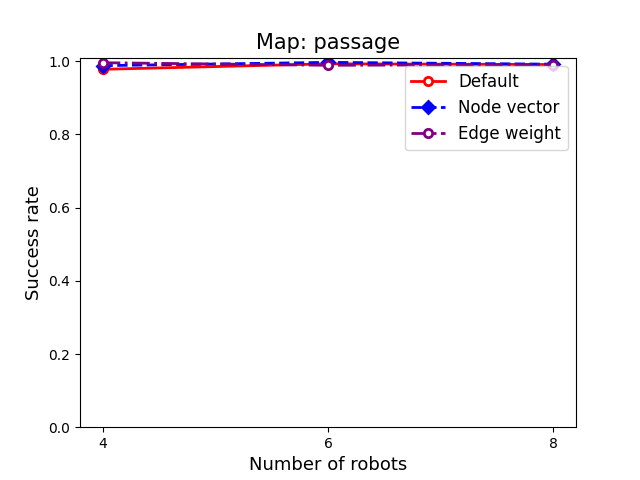 Map: passage
1.0
0.8
0.6
0.4
0.2
0.0
Success rate
Default
Node vector
Edge weight
4
6
8
Number of robots